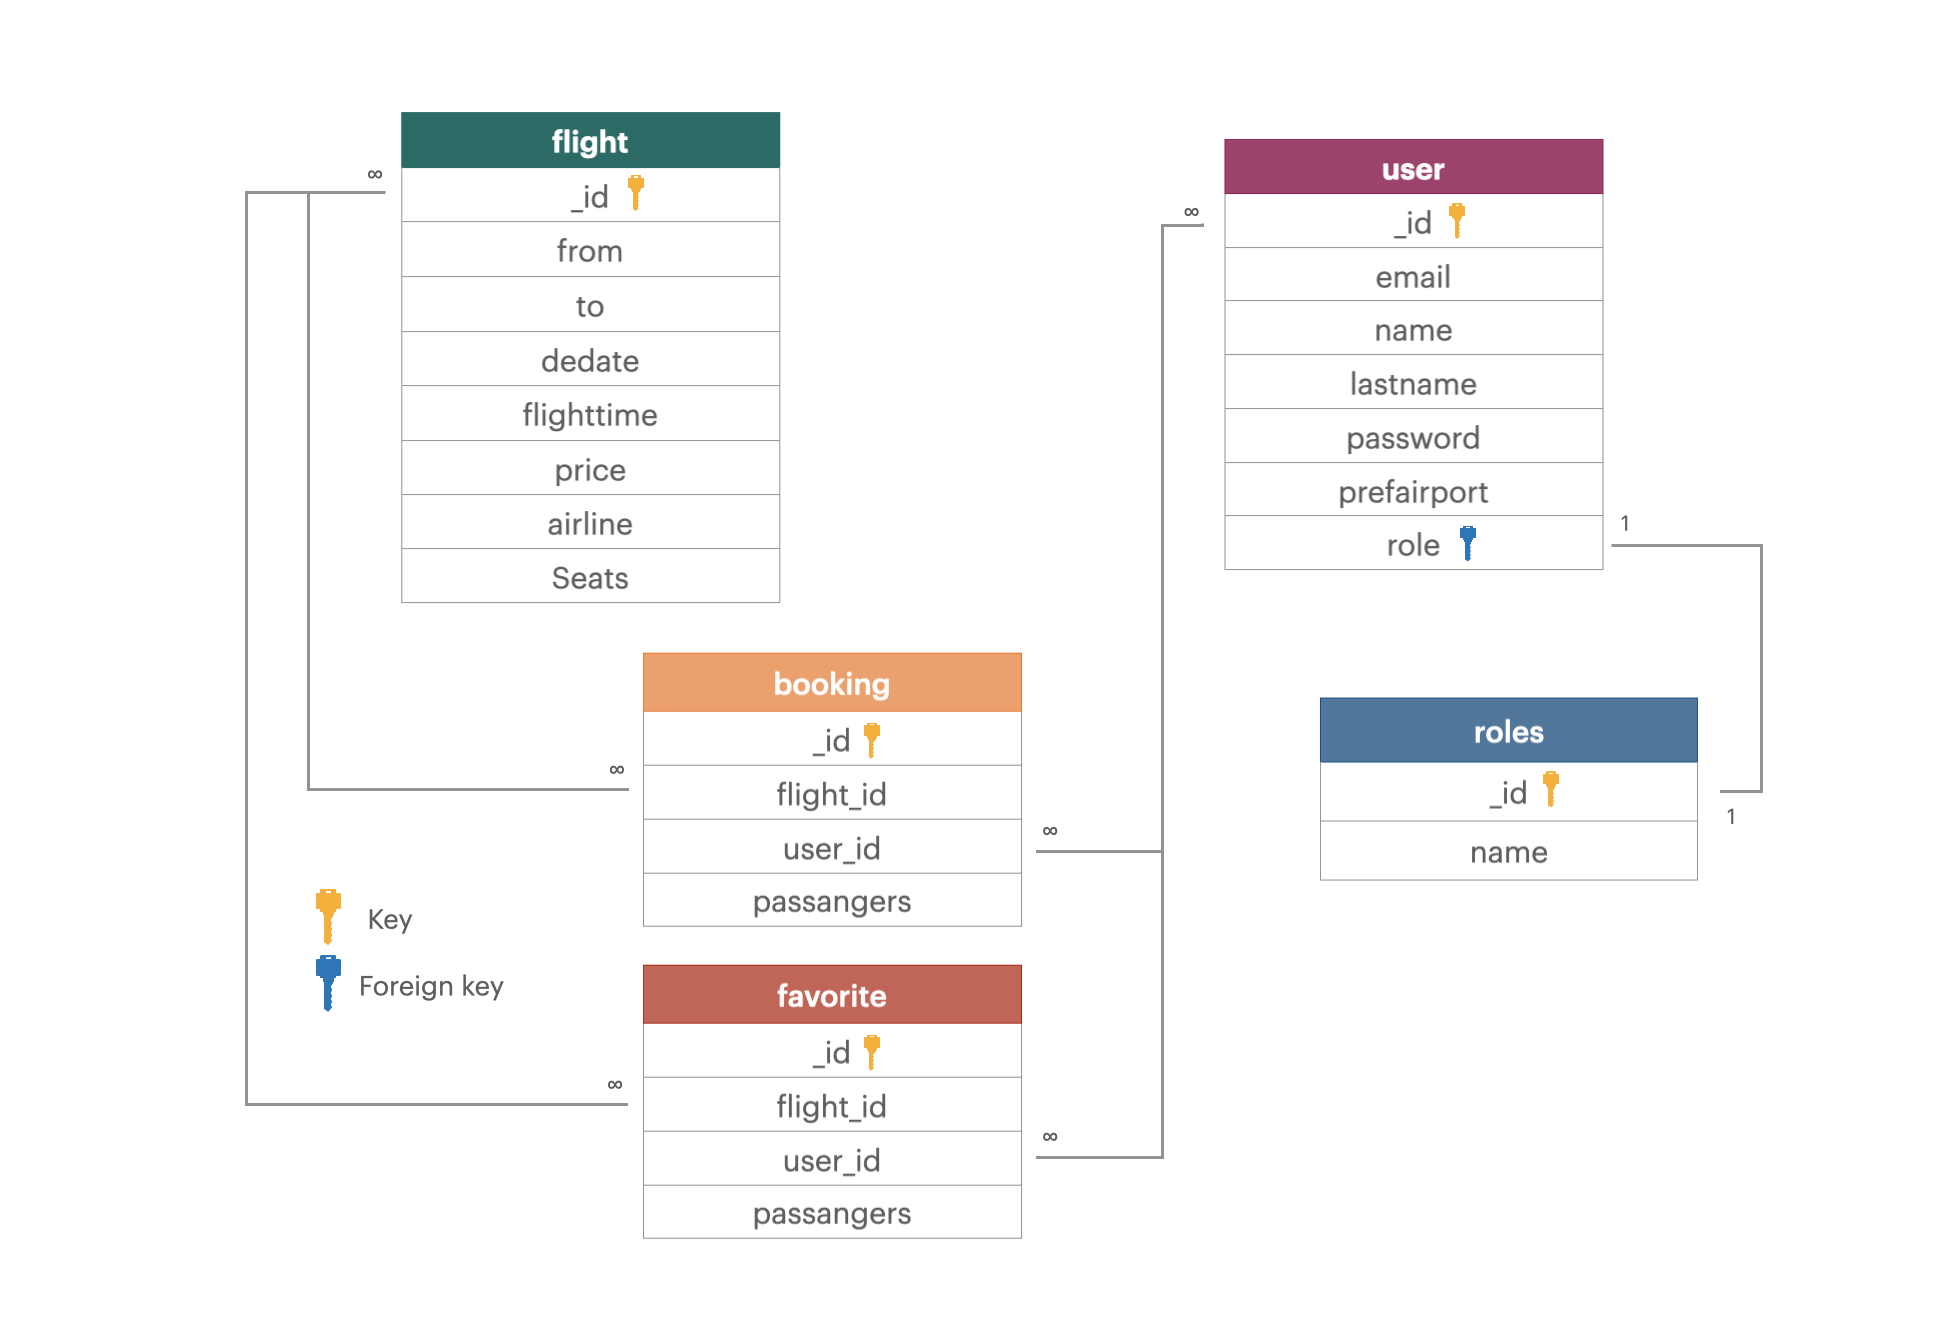 flight
∞
_id
from
to
dedate
flighttime
price
airline
Seats
user
∞
_id
email
name
lastname
password
prefairport
role
1
booking
_id
∞
flight_id
user_id
∞
passangers
roles
_id
1
name
Key
Foreign key
favorite
_id
∞
flight_id
user_id
∞
passangers